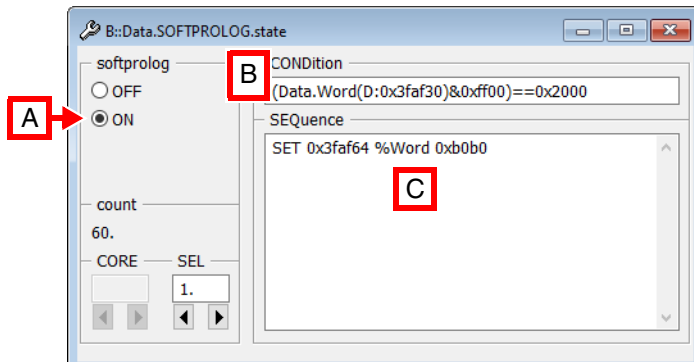 B::Data.SOFTPROLOG.state
softprolog
OFF
A
ON
count
60.
CORE
SEL
1.
B
CONDition
(Data.Word(D:0x3faf30)&0xff00)==0x2000
SEQuence
SET 0x3faf64 %Word 0xb0b0
C